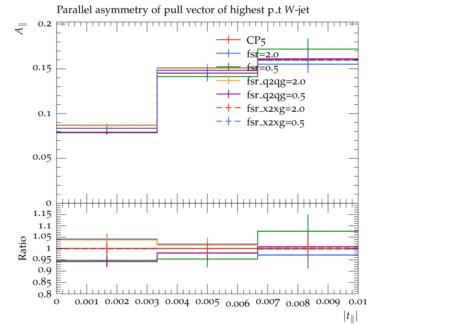 Parallel asymmetry of pull vector of highest p_t W-jet
A∥
0.2
0.15
0.1
0.05
0
CP5
fsr=2.0
fsr=0.5
fsr_q2qg=2.0
fsr_q2qg=0.5
fsr_x2xg=2.0
fsr_x2xg=0.5
Ratio
1.15
1.1
1.05
1
0.95
0.9
0.85
0.8
0 0.001 0.002 0.003 0.004 0.005 0.006 0.007 0.008 0.009 0.01
|t∥|